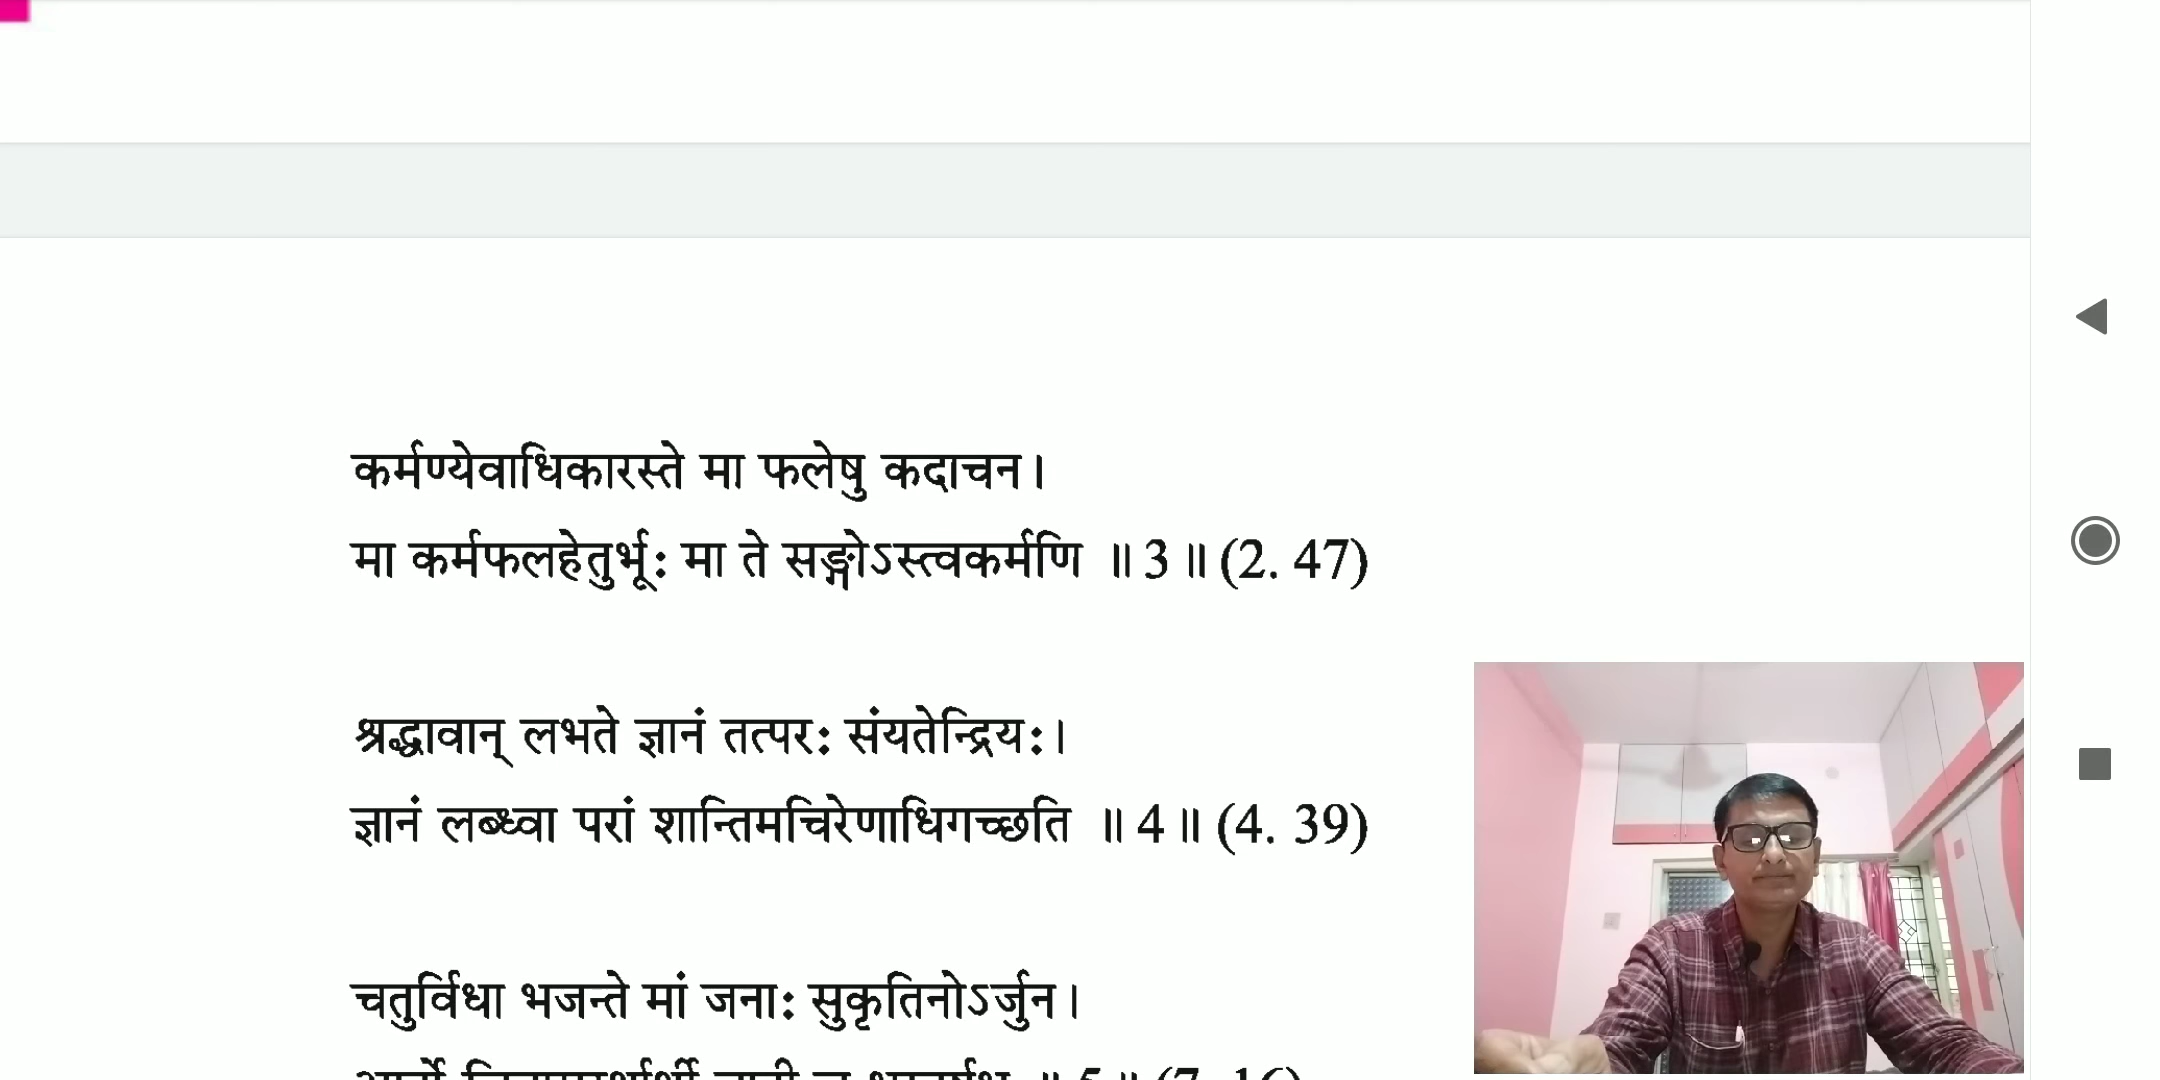 कर्मण्येवाधिकारस्ते मा फलेषु कदाचन।
मा कर्मफलहेतुर्भूः मा ते सङ्गोऽस्त्वकर्मणि ॥ 3 ॥ (2. 47)
श्रद्धावान् लभते ज्ञानं तत्परः संयतेन्द्रियः।
ज्ञानं लब्ध्वा परां शान्तिमचिरेणाधिगच्छति ॥ 4 ॥ (4. 39)
चतुर्विधा भजन्ते मां जनाः सुकृतिनोऽर्जुन।